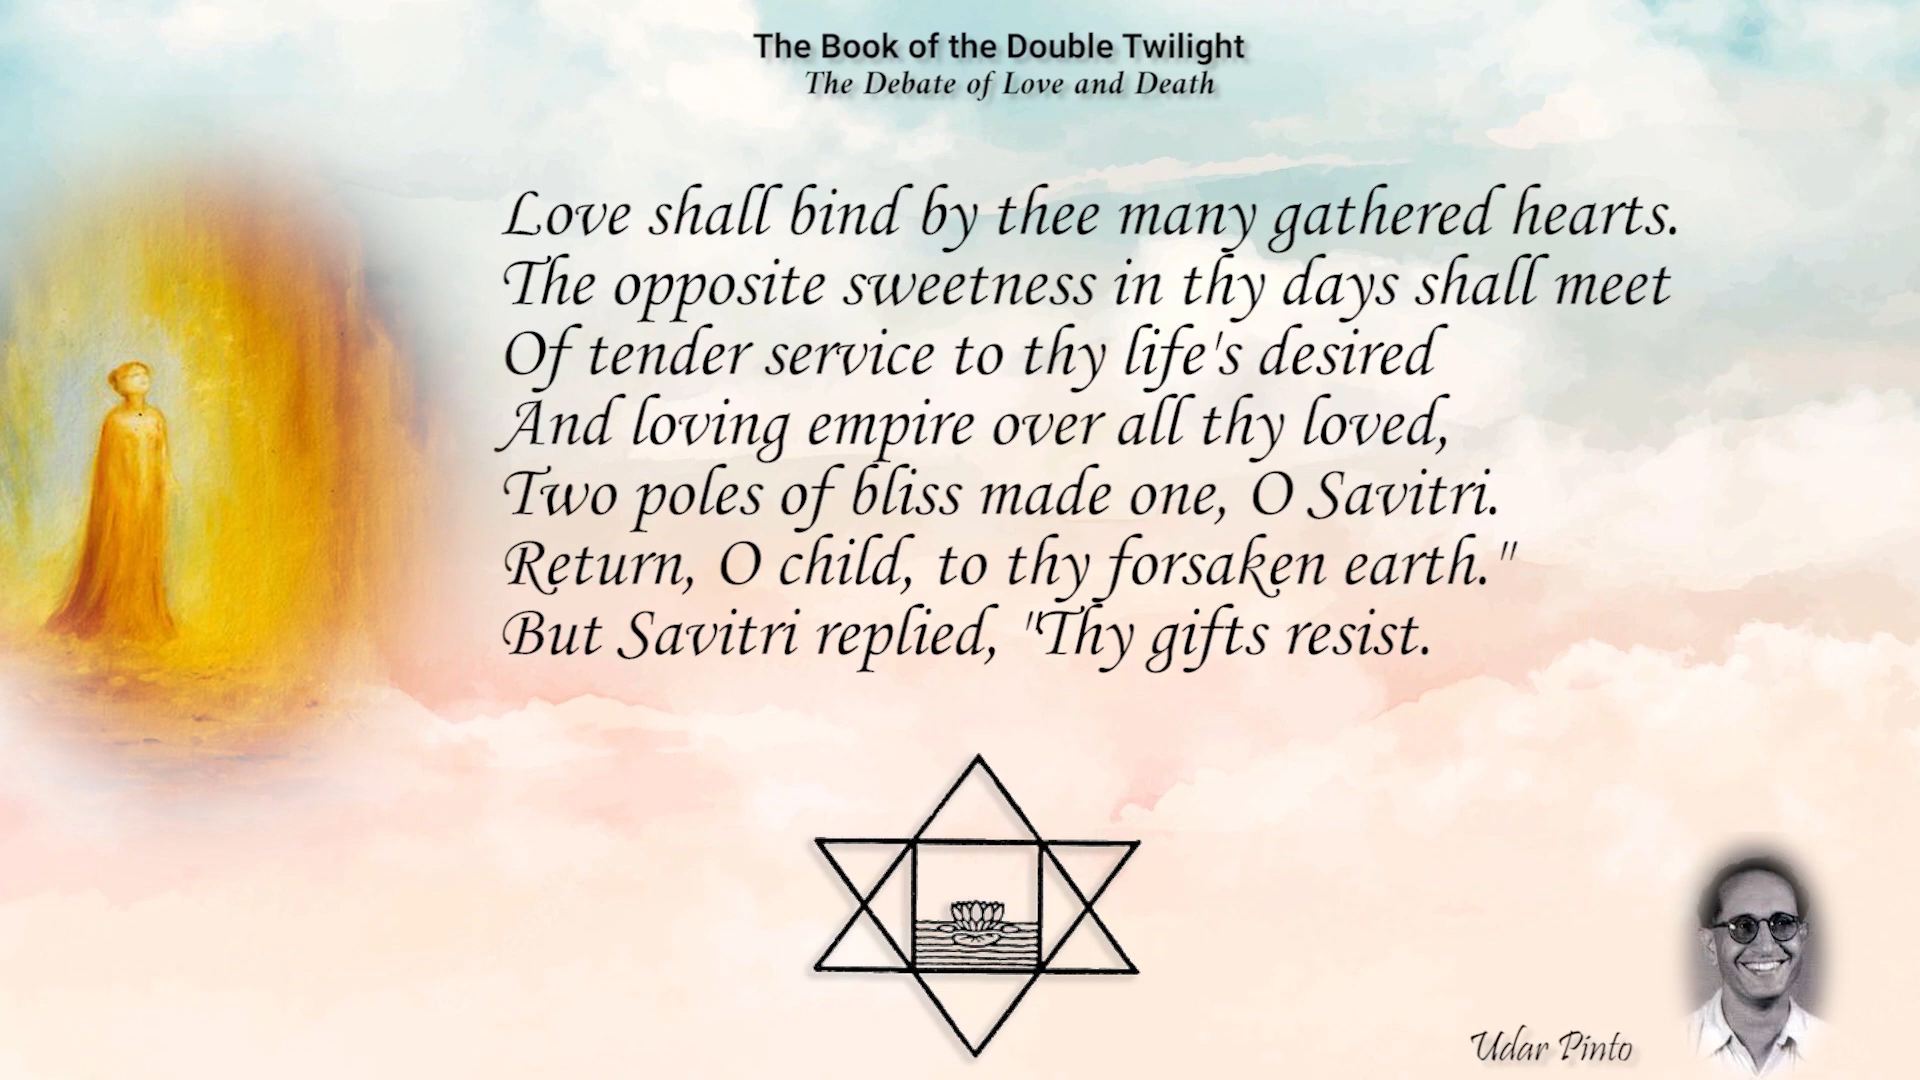 The Book of the Double Twilight
The Debate of Love and Death
Love shall bind by thee many gathered hearts.
The opposite sweetness in thy days shall meet
Of tender service to thy life's desired
And loving empire over all thy loved,
Two poles of bliss made one, O Savitri.
Return, O child, to thy forsaken earth."
But Savitri replied, "Thy gifts resist.
Udar Pinto